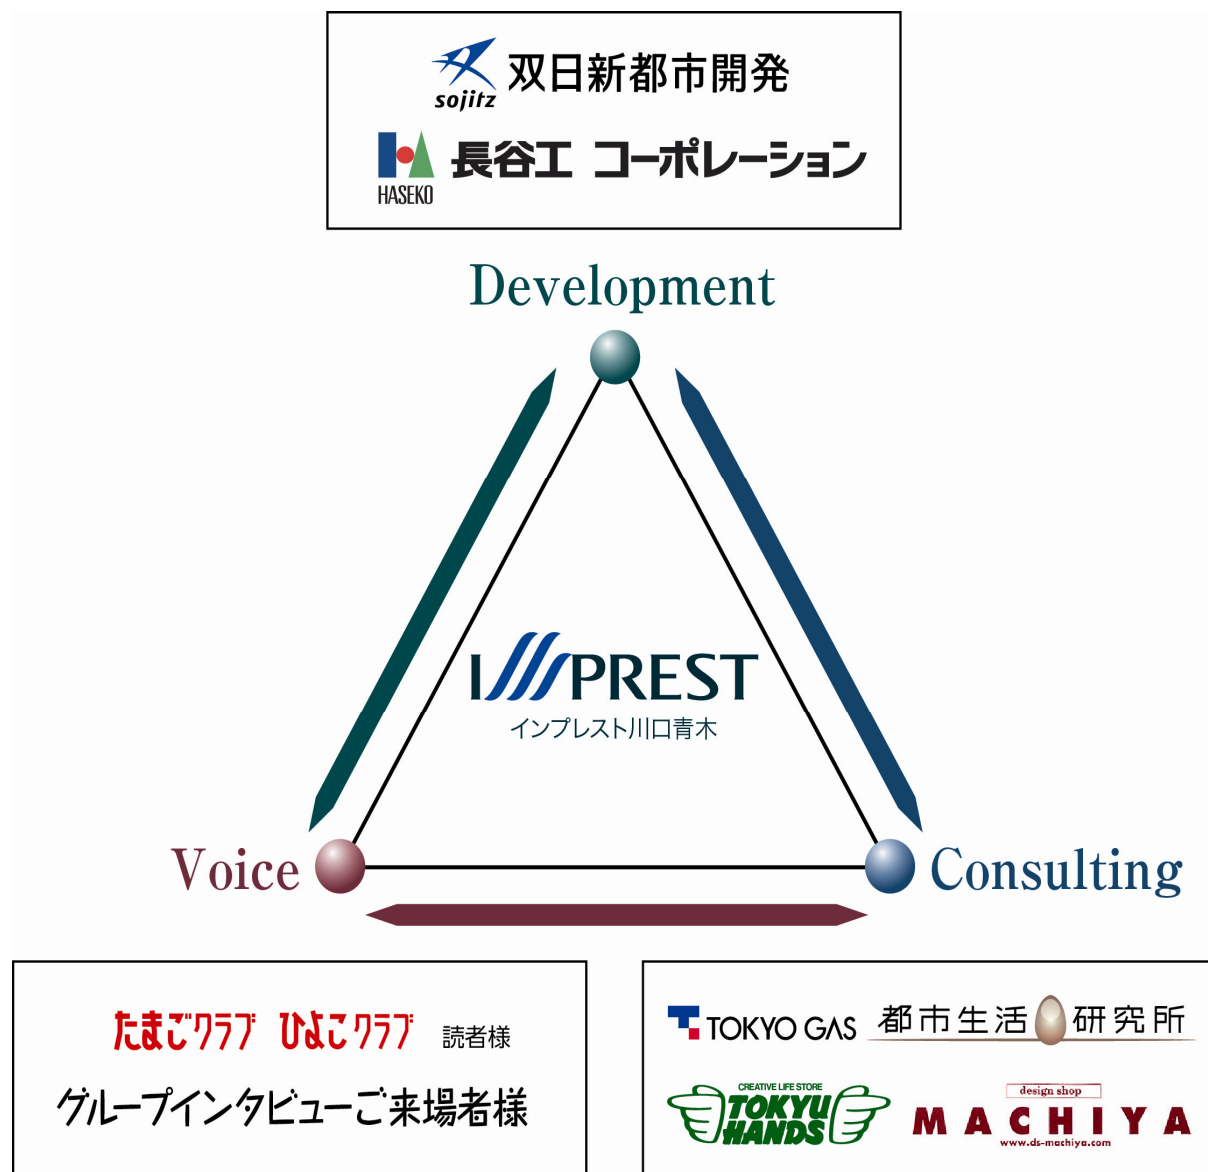 sojitz 双日新都市開発
HASEKO 長谷工 コーポレーション
Development
IMPREST
インプレスト川口青木
Voice
Consulting
たまごクラブ ひよこクラブ 読者様
グループインタビューご来場者様
TOKYO GAS 都市生活研究所
CREATIVE LIFE STORE
TOKYU HANDS
design shop
MACHIYA
www.ds-machiya.com